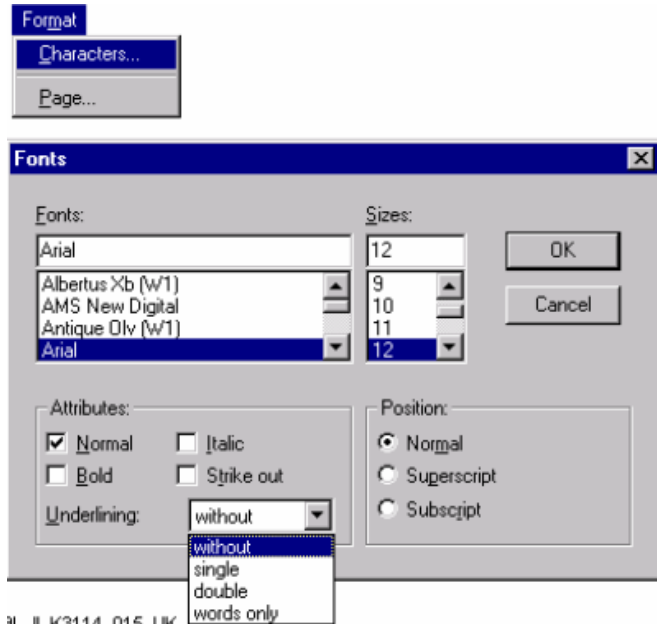 Format
Characters...
Page...
Fonts
Fonts:
Sizes:
Arial
12
OK
Albertus Xb (W1)
AMS New Digital
Antique Olv (W1)
Arial
9
10
11
12
Cancel
Attributes:
Position:
Normal
Italic
Normal
Bold
Strike out
Superscript
Underlining:
without
Subscript
without
single
double
words only
K3114_015_UK